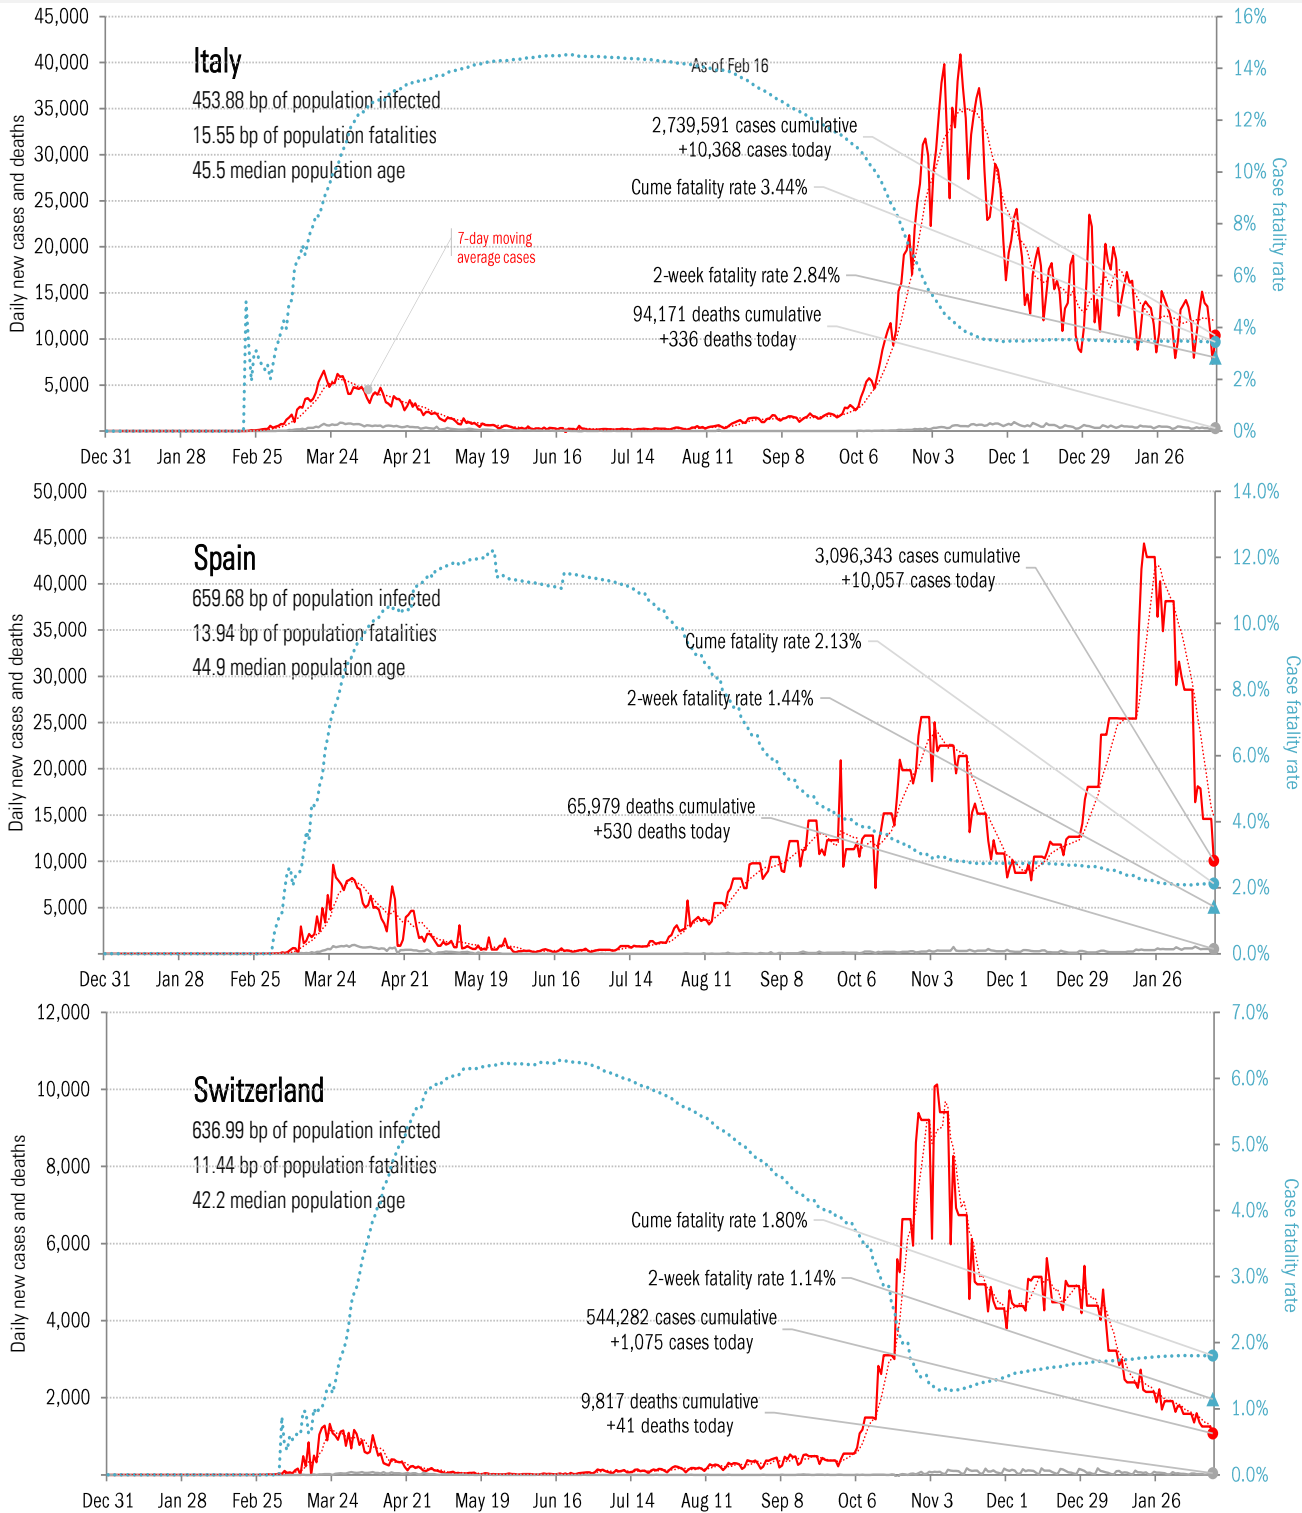 45,000
40,000
35,000
30,000
25,000
20,000
15,000
10,000
5,000
Daily new cases and deaths
Italy
453.88 bp of population infected
15.55 bp of population fatalities
45.5 median population age
As of Feb 16
2,739,591 cases cumulative
+10,368 cases today
Cume fatality rate 3.44%
7-day moving
average cases
2-week fatality rate 2.84%
94,171 deaths cumulative
+336 deaths today
16%
14%
12%
10%
8%
6%
4%
2%
0%
Case fatality rate
Dec 31 Jan 28 Feb 25 Mar 24 Apr 21 May 19 Jun 16 Jul 14 Aug 11 Sep 8 Oct 6 Nov 3 Dec 1 Dec 29 Jan 26
50,000
45,000
40,000
35,000
30,000
25,000
20,000
15,000
10,000
5,000
Daily new cases and deaths
Spain
659.68 bp of population infected
13.94 bp of population fatalities
44.9 median population age
3,096,343 cases cumulative
+10,057 cases today
Cume fatality rate 2.13%
2-week fatality rate 1.44%
65,979 deaths cumulative
+530 deaths today
14.0%
12.0%
10.0%
8.0%
6.0%
4.0%
2.0%
0.0%
Case fatality rate
Dec 31 Jan 28 Feb 25 Mar 24 Apr 21 May 19 Jun 16 Jul 14 Aug 11 Sep 8 Oct 6 Nov 3 Dec 1 Dec 29 Jan 26
12,000
10,000
8,000
6,000
4,000
2,000
Daily new cases and deaths
Switzerland
636.99 bp of population infected
11.44 bp of population fatalities
42.2 median population age
Cume fatality rate 1.80%
2-week fatality rate 1.14%
544,282 cases cumulative
+1,075 cases today
9,817 deaths cumulative
+41 deaths today
7.0%
6.0%
5.0%
4.0%
3.0%
2.0%
1.0%
0.0%
Case fatality rate
Dec 31 Jan 28 Feb 25 Mar 24 Apr 21 May 19 Jun 16 Jul 14 Aug 11 Sep 8 Oct 6 Nov 3 Dec 1 Dec 29 Jan 26